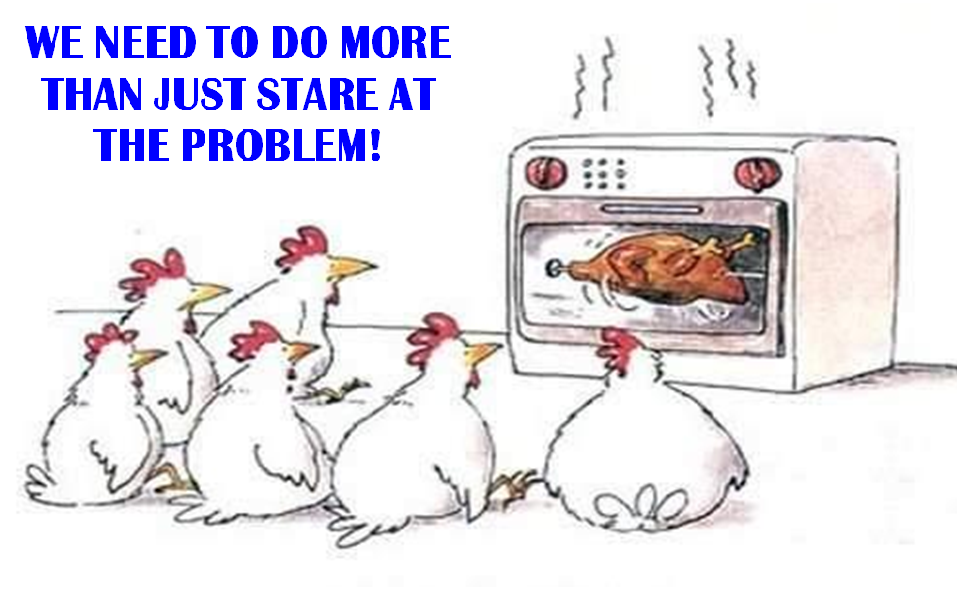 WE NEED TO DO MORE
THAN JUST STARE AT
THE PROBLEM!